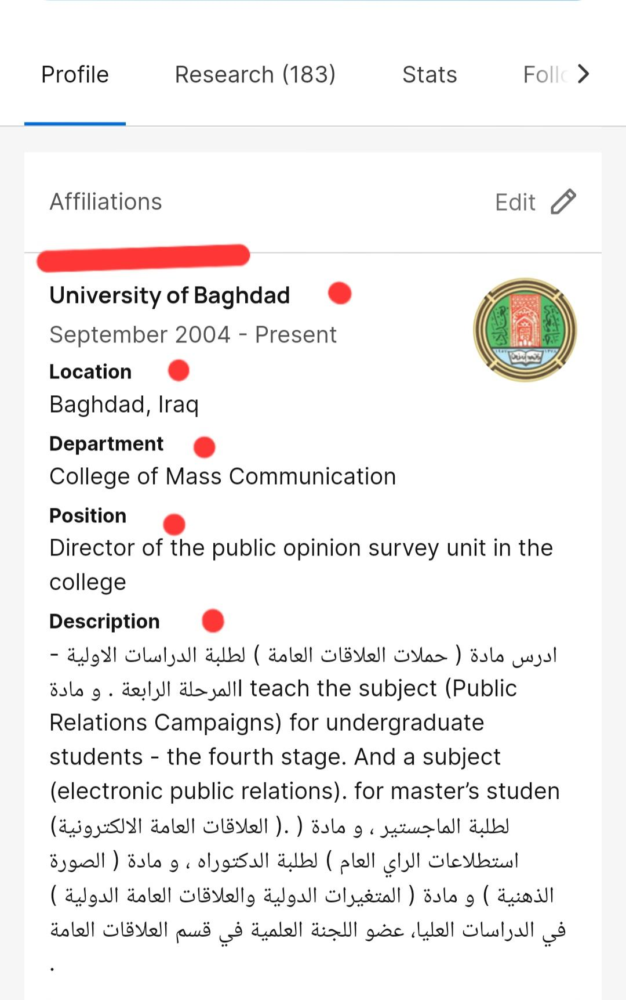 Profile
Research (183)
Stats
Follo
Affiliations
Edit
University of Baghdad
September 2004 - Present
Location
Baghdad, Iraq
Department
College of Mass Communication
Position
Director of the public opinion survey unit in the
college
Description
ادرس مادة ( حملات العلاقات العامة ) لطلبة الدراسات الاولية -
االمرحلة الرابعة . و مادةI teach the subject (Public
Relations Campaigns) for undergraduate
students - the fourth stage. And a subject
(electronic public relations). for master’s studen
(العلاقات العامة الالكترونية ). ) لطلبة الماجستير ، و مادة
استطلاعات الراي العام ) لطلبة الدكتوراه ، و مادة ( الصورة
الذهنية ) و مادة ( المتغيرات الدولية والعلاقات العامة الدولية )
في الدراسات العليا، عضو اللجنة العلمية في قسم العلاقات العامة
.